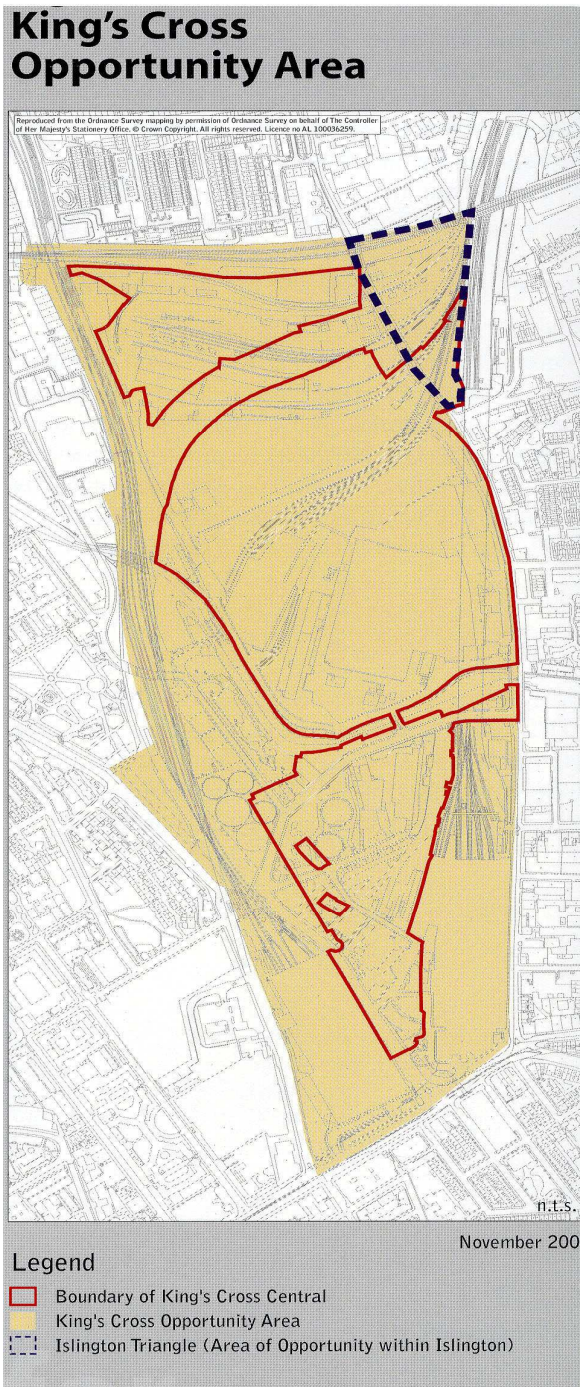 King's Cross
Opportunity Area
Reproduced from the Ordnance Survey mapping by permission of Ordnance Survey on behalf of The Controller
of Her Majesty's Stationery Office. © Crown Copyright. All rights reserved. Licence no AL 100036259.
n.t.s.
November 200
Legend
Boundary of King's Cross Central
King's Cross Opportunity Area
Islington Triangle (Area of Opportunity within Islington)